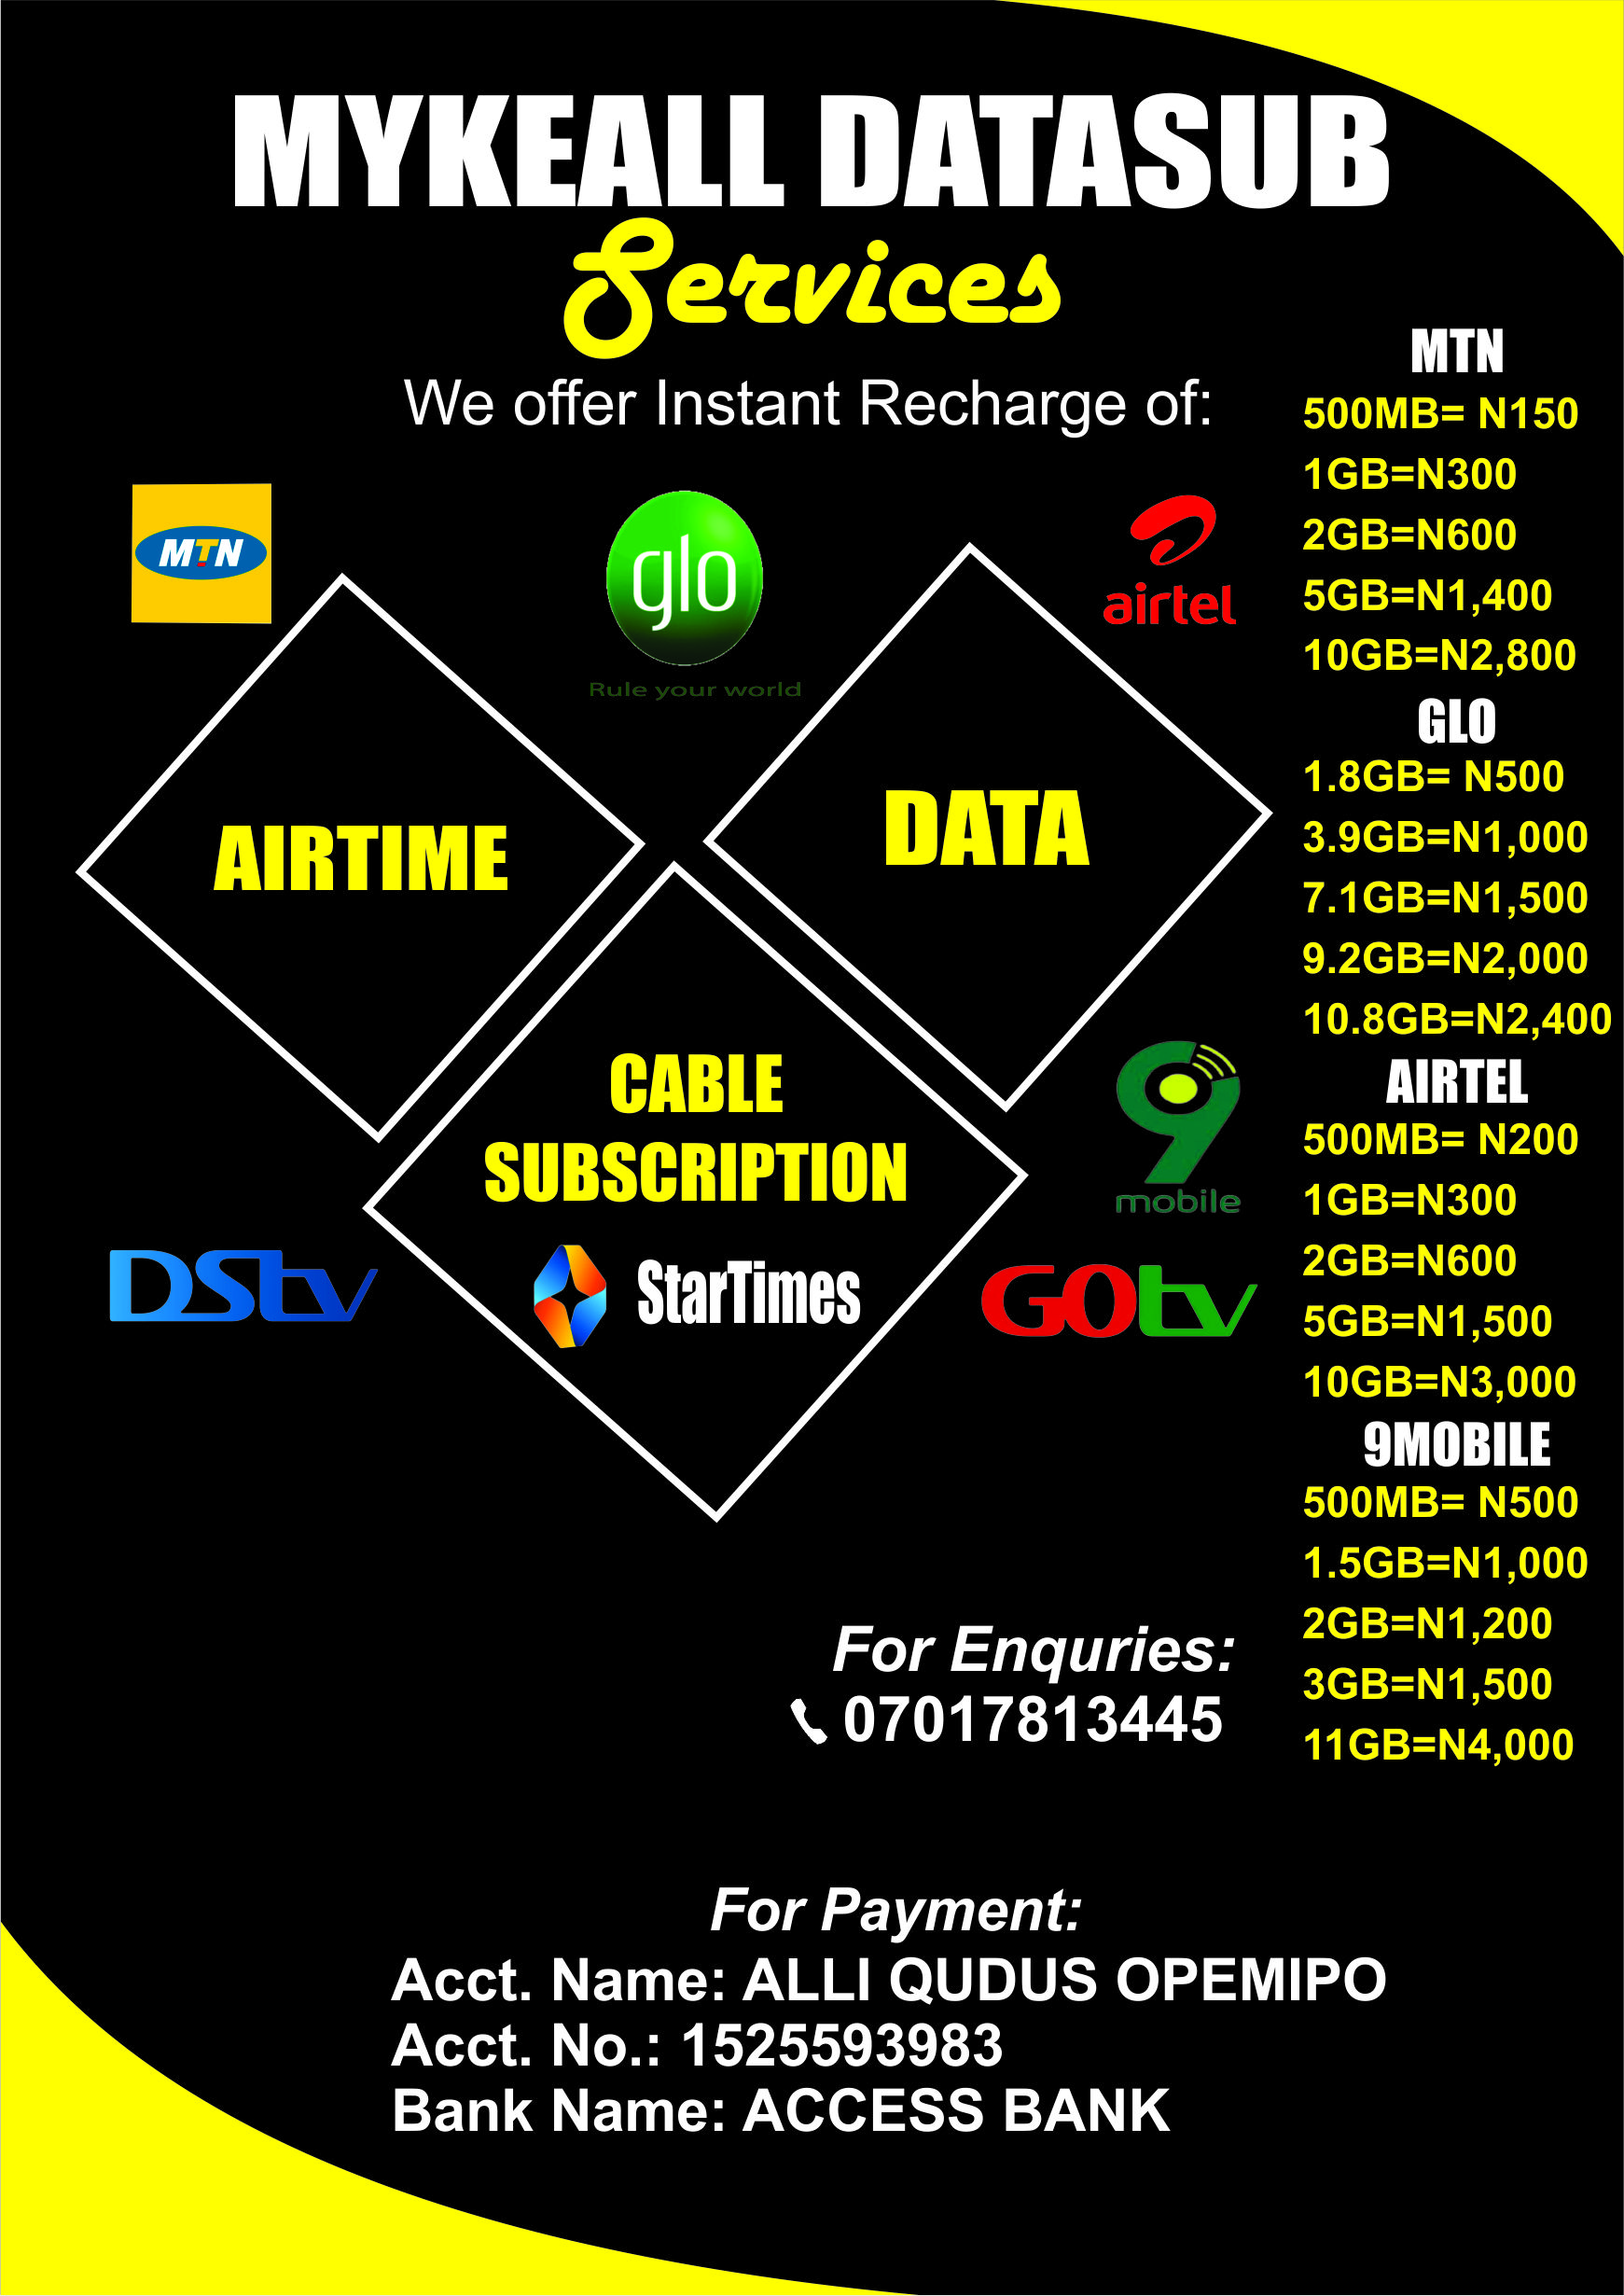 MYKEALL DATASUB
Services
We offer Instant Recharge of:
MTN
glo
Rule your world
airtel
AIRTIME
DATA
CABLE
SUBSCRIPTION
9
mobile
DStv
StarTimes
GOtv
MTN
500MB= N150
1GB=N300
2GB=N600
5GB=N1,400
10GB=N2,800
GLO
1.8GB= N500
3.9GB=N1,000
7.1GB=N1,500
9.2GB=N2,000
10.8GB=N2,400
AIRTEL
500MB= N200
1GB=N300
2GB=N600
5GB=N1,500
10GB=N3,000
9MOBILE
500MB= N500
1.5GB=N1,000
2GB=N1,200
3GB=N1,500
11GB=N4,000
For Enquries:
07017813445
For Payment:
Acct. Name: ALLI QUDUS OPEMIPO
Acct. No.: 1525593983
Bank Name: ACCESS BANK